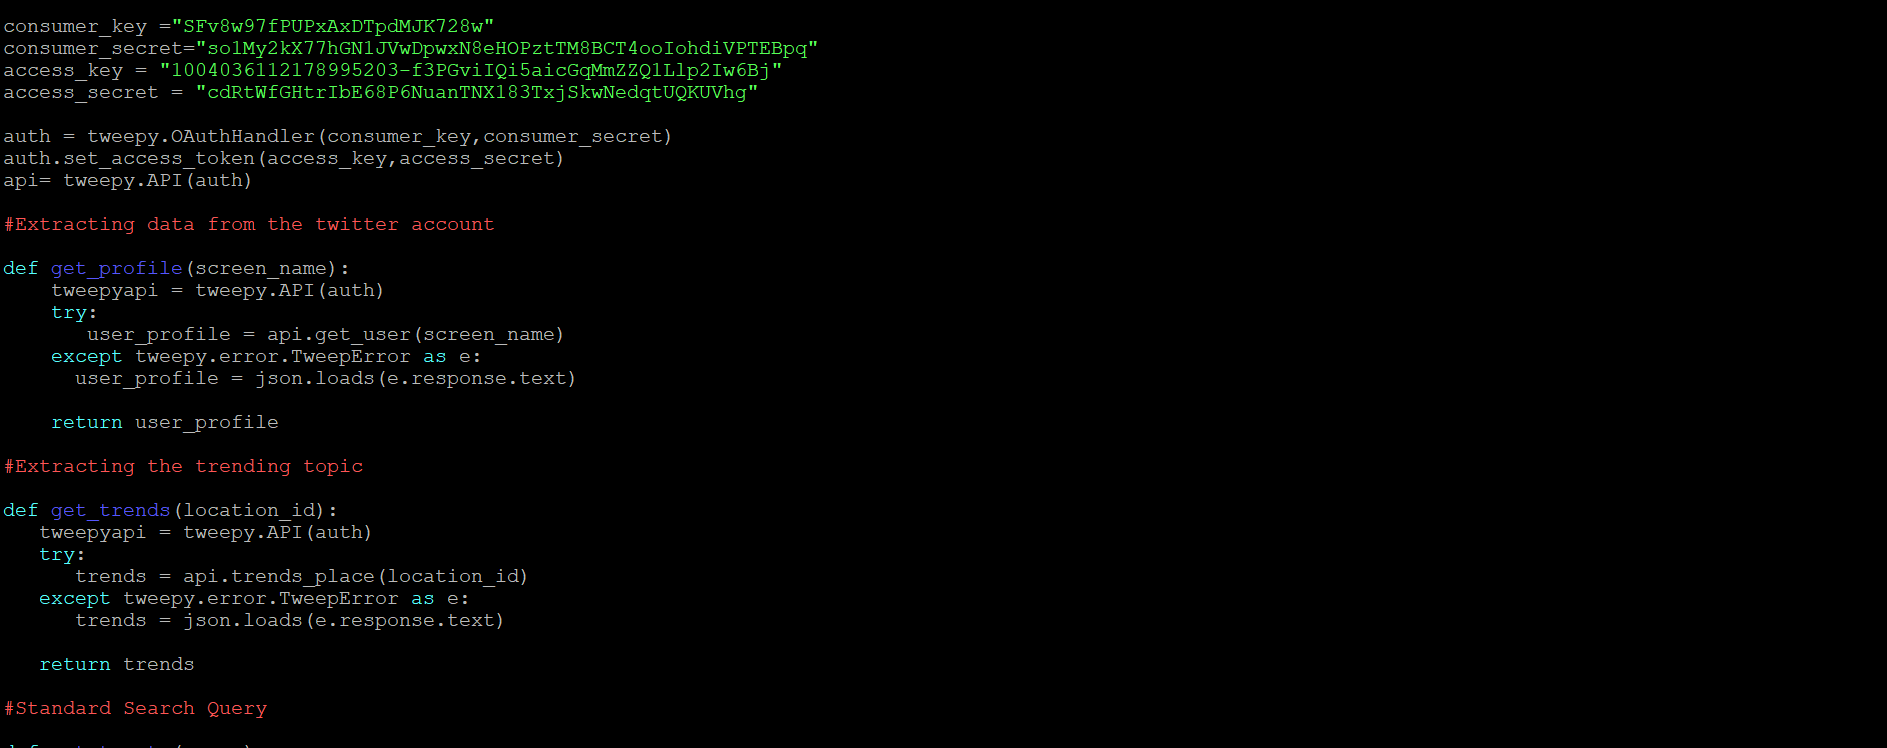 consumer_key ="SFv8w97fPUPxAxDTpdMJK728w"
consumer_secret="so1My2kX77hGN1JVwDpwxN8eHOPztTM8BCT4ooIohdiVPTEBpq"
access_key = "1004036112178995203-f3PGviIQi5aicGqMmZZQ1Llp2Iw6Bj"
access_secret = "cdRtWfGHtrIbE68P6NuanTNX183TxjSkwNedqtUQKUVhg"
auth = tweepy.OAuthHandler(consumer_key,consumer_secret)
auth.set_access_token(access_key,access_secret)
api= tweepy.API(auth)
#Extracting data from the twitter account
def get_profile(screen_name):
    tweepyapi = tweepy.API(auth)
    try:
       user_profile = api.get_user(screen_name)
    except tweepy.error.TweepError as e:
      user_profile = json.loads(e.response.text)
    return user_profile
#Extracting the trending topic
def get_trends(location_id):
   tweepyapi = tweepy.API(auth)
   try:
      trends = api.trends_place(location_id)
   except tweepy.error.TweepError as e:
      trends = json.loads(e.response.text)
   return trends
#Standard Search Query